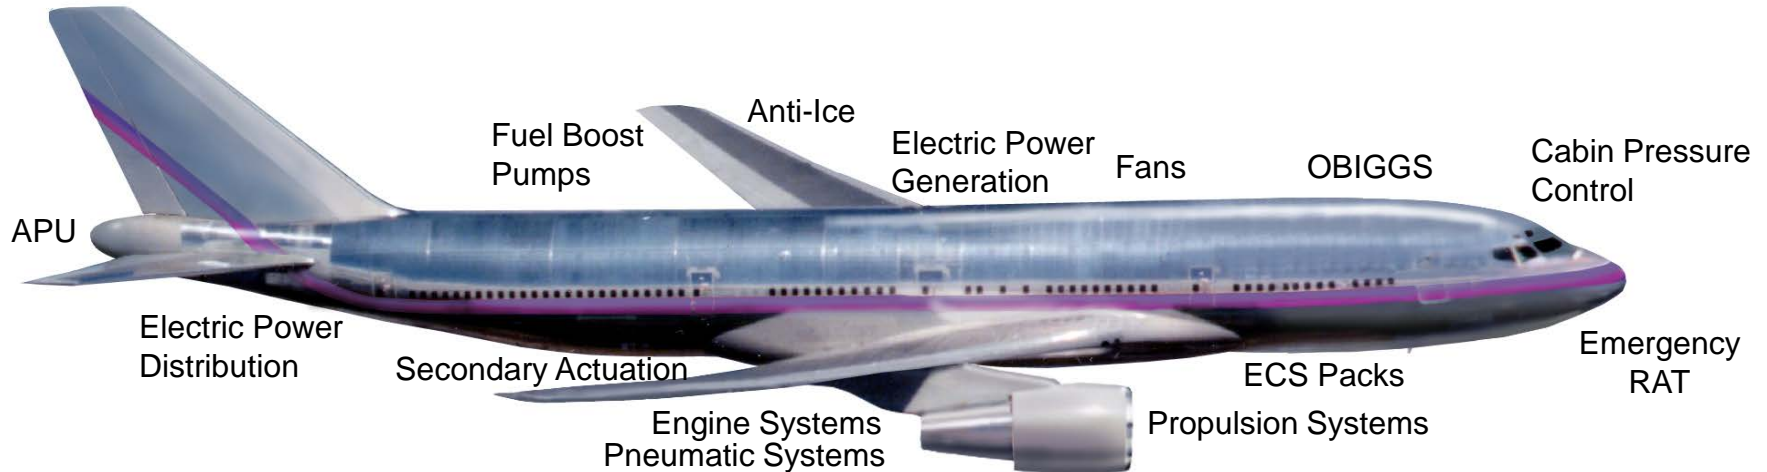 Anti-Ice
Fuel Boost
Pumps
Electric Power
Generation
Fans
OBIGGS
Cabin Pressure
Control
APU
Electric Power
Distribution
Secondary Actuation
ECS Packs
Emergency
RAT
Engine Systems
Pneumatic Systems
Propulsion Systems